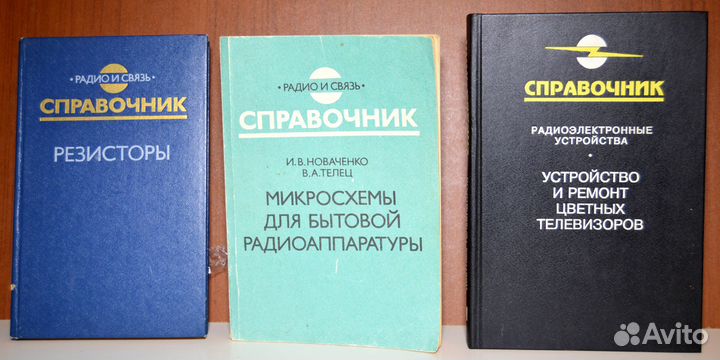 • РАДИО И СВЯЗЬ •
СПРАВОЧНИК
РЕЗИСТОРЫ
• РАДИО И СВЯЗЬ •
СПРАВОЧНИК
И.В.НОВАЧЕНКО
В.А.ТЕЛЕЦ
МИКРОСХЕМЫ
ДЛЯ БЫТОВОЙ
РАДИОАППАРАТУРЫ
СПРАВОЧНИК
РАДИОЭЛЕКТРОННЫЕ
УСТРОЙСТВА
•
УСТРОЙСТВО
И РЕМОНТ
ЦВЕТНЫХ
ТЕЛЕВИЗОРОВ
Avito